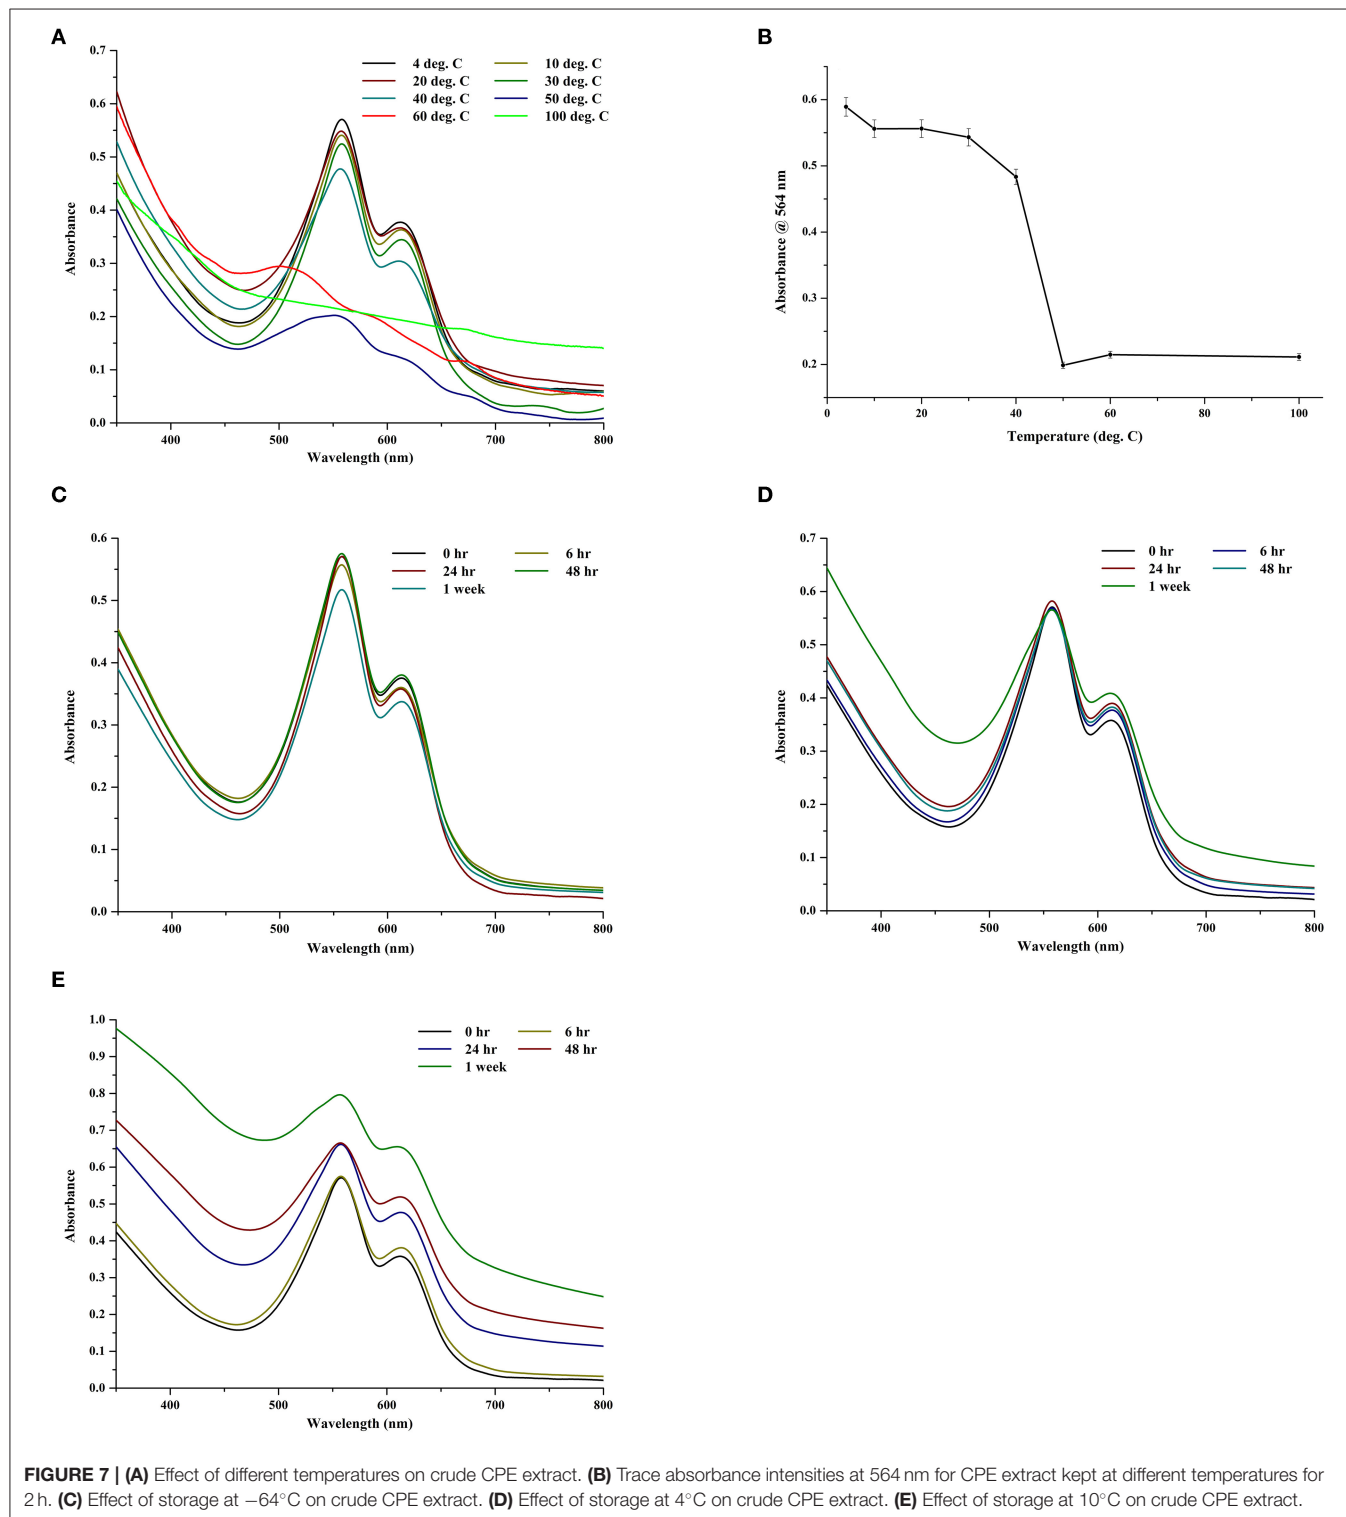 A
0.7
0.6
0.5
0.4
0.3
0.2
0.1
0.0
Absorbance
4 deg. C 10 deg. C
20 deg. C 30 deg. C
40 deg. C 50 deg. C
60 deg. C 100 deg. C
400 500 600 700 800
Wavelength (nm)
B
0.6
0.5
0.4
0.3
0.2
Absorbance @ 564 nm
0 20 40 60 80 100
Temperature (deg. C)
C
0.6
0.5
0.4
0.3
0.2
0.1
0.0
Absorbance
0 hr 6 hr
24 hr 48 hr
1 week
400 500 600 700 800
Wavelength (nm)
D
0.7
0.6
0.5
0.4
0.3
0.2
0.1
0.0
Absorbance
0 hr 6 hr
24 hr 48 hr
1 week
400 500 600 700 800
Wavelength (nm)
E
1.0
0.9
0.8
0.7
0.6
0.5
0.4
0.3
0.2
0.1
0.0
Absorbance
0 hr 6 hr
24 hr 48 hr
1 week
400 500 600 700 800
Wavelength (nm)
FIGURE 7 | (A) Effect of different temperatures on crude CPE extract. (B) Trace absorbance intensities at 564 nm for CPE extract kept at different temperatures for
2 h. (C) Effect of storage at −64°C on crude CPE extract. (D) Effect of storage at 4°C on crude CPE extract. (E) Effect of storage at 10°C on crude CPE extract.